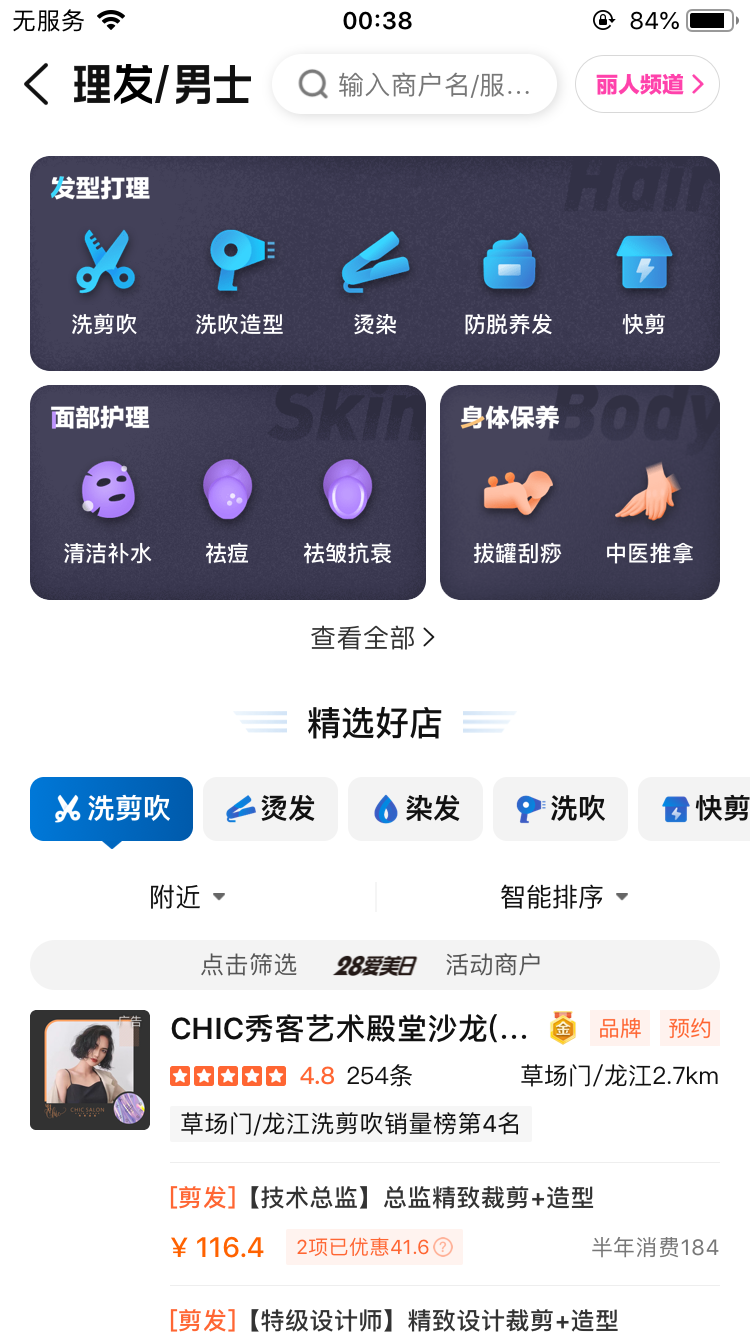 无服务 00:38 84%
理发/男士 输入商户名/服... 丽人频道
Hair
发型打理
洗剪吹 洗吹造型 烫染 防脱养发 快剪
Skin Body
面部护理 身体保养
清洁补水 祛痘 祛皱抗衰 拔罐刮痧 中医推拿
查看全部
精选好店
洗剪吹 烫发 染发 洗吹 快剪
附近 智能排序
点击筛选 28爱美日 活动商户
广告
CHIC秀客艺术殿堂沙龙(... 金 品牌 预约
4.8 254条 草场门/龙江2.7km
CHIC SALON
草场门/龙江洗剪吹销量榜第4名
[剪发]【技术总监】总监精致裁剪+造型
¥ 116.4 2项已优惠41.6? 半年消费184
[剪发]【特级设计师】精致设计裁剪+造型